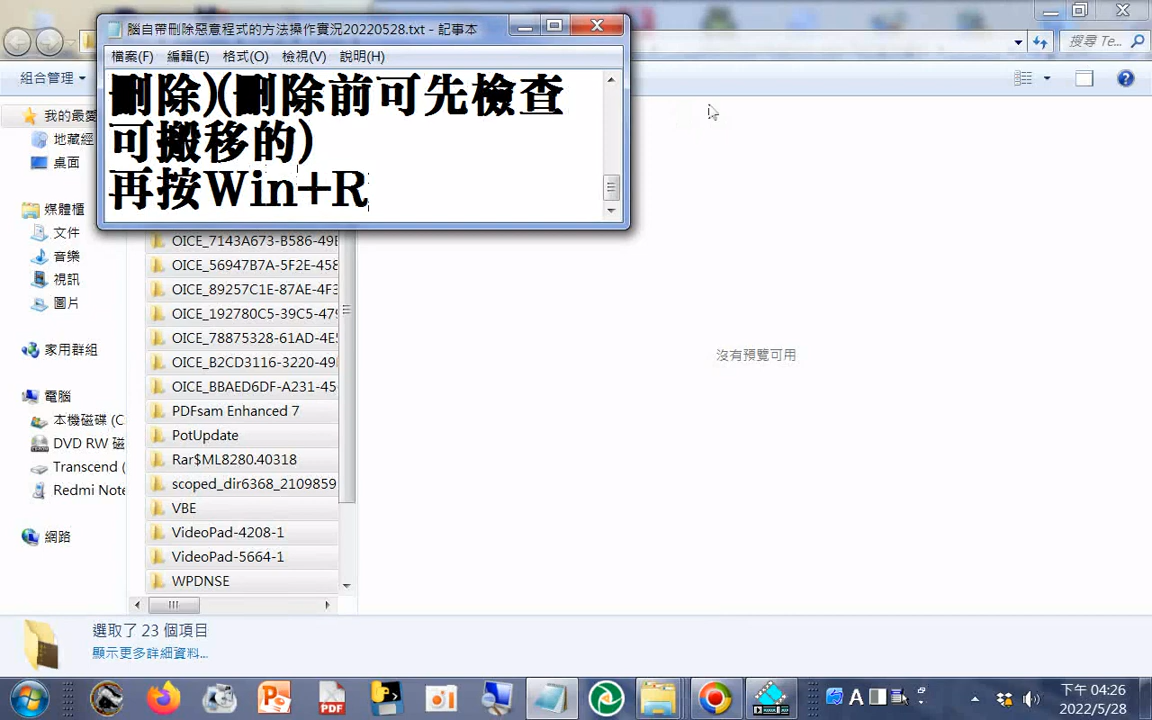 腦自帶刪除惡意程式的方法操作實況20220528.txt - 記事本
檔案(F) 編輯(E) 格式(O) 檢視(V) 說明(H)
刪除)(刪除前可先檢查
可搬移的)
再按Win+R
搜尋 Te...
組合管理
我的最愛
地藏經
桌面
媒體櫃
文件
音樂
視訊
圖片
家用群組
電腦
本機磁碟 (C
DVD RW 磁
Transcend (
Redmi Note
網路
OICE_7143A673-B586-49E
OICE_56947B7A-5F2E-458
OICE_89257C1E-87AE-4F3
OICE_192780C5-39C5-479
OICE_78875328-61AD-4E5
OICE_B2CD3116-3220-49
OICE_BBAED6DF-A231-45
PDFsam Enhanced 7
PotUpdate
Rar$ML8280.40318
scoped_dir6368_2109859
VBE
VideoPad-4208-1
VideoPad-5664-1
WPDNSE
沒有預覽可用
選取了 23 個項目
顯示更多詳細資料...
PDF
A
下午 04:26
2022/5/28